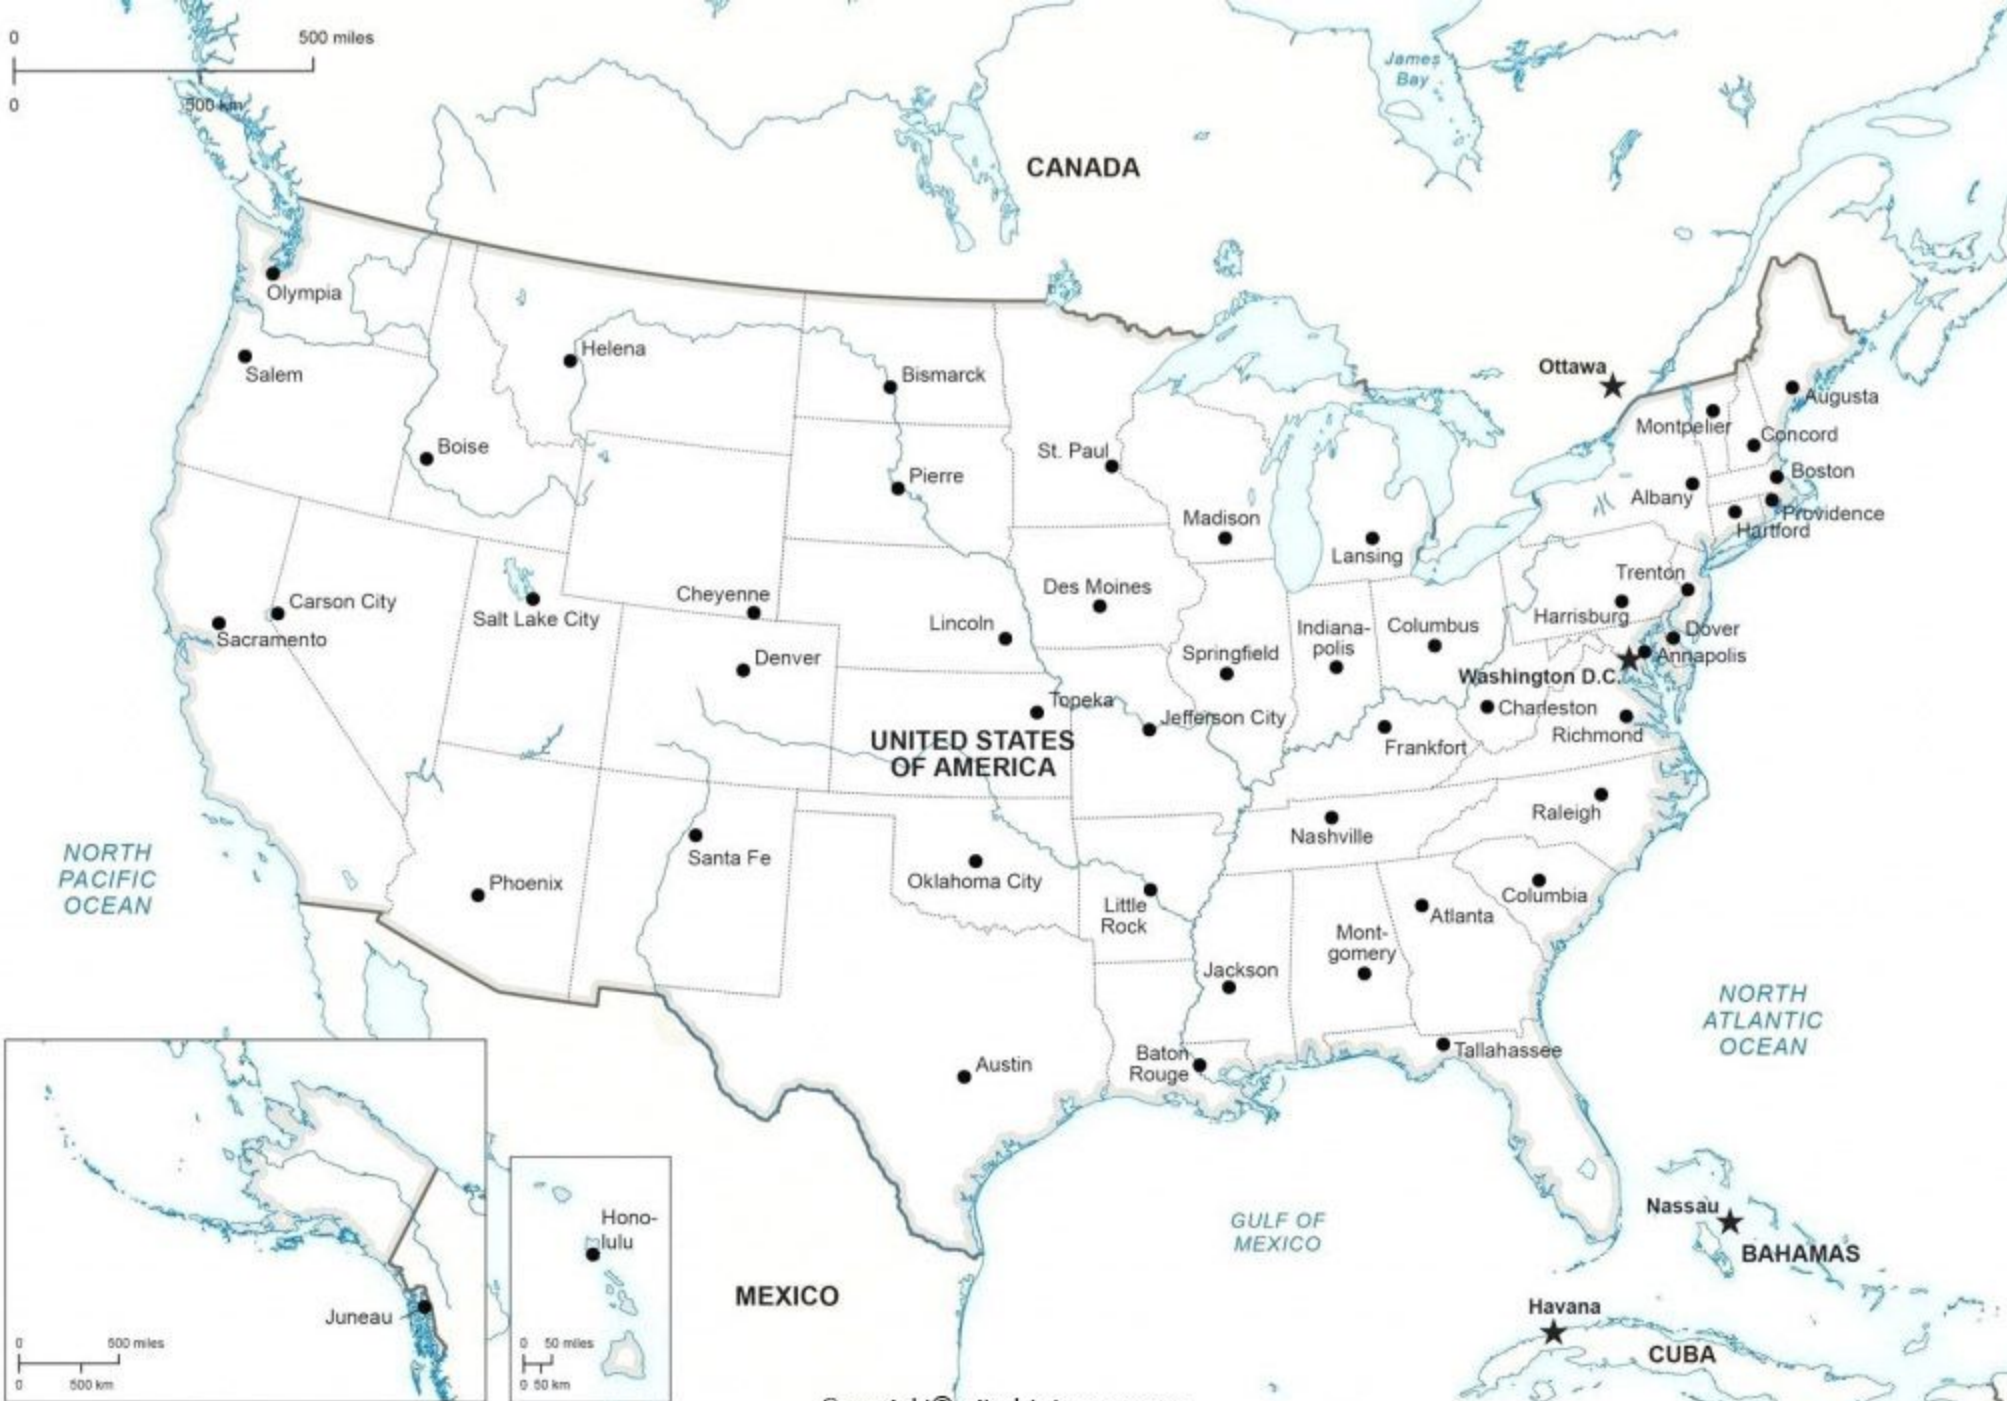 0
500 miles
0
500 km
James
Bay
CANADA
Olympia
Salem
Helena
Bismarck
Ottawa
Augusta
Montpelier
Concord
Boise
St. Paul
Pierre
Boston
Albany
Providence
Hartford
Madison
Lansing
Trenton
Des Moines
Cheyenne
Carson City
Salt Lake City
Sacramento
Lincoln
Harrisburg
Indiana-
polis
Columbus
Dover
Annapolis
Denver
Springfield
Washington D.C.
Topeka
Jefferson City
Charleston
Richmond
Frankfort
UNITED STATES
OF AMERICA
Raleigh
Nashville
NORTH
PACIFIC
OCEAN
Santa Fe
Phoenix
Oklahoma City
Little
Rock
Columbia
Atlanta
Mont-
gomery
Jackson
NORTH
ATLANTIC
OCEAN
Austin
Baton
Rouge
Tallahassee
Nassau
BAHAMAS
GULF OF
MEXICO
Hono-
lulu
MEXICO
Havana
CUBA
Juneau
0
500 miles
0
500 km
0
50 miles
0
50 km